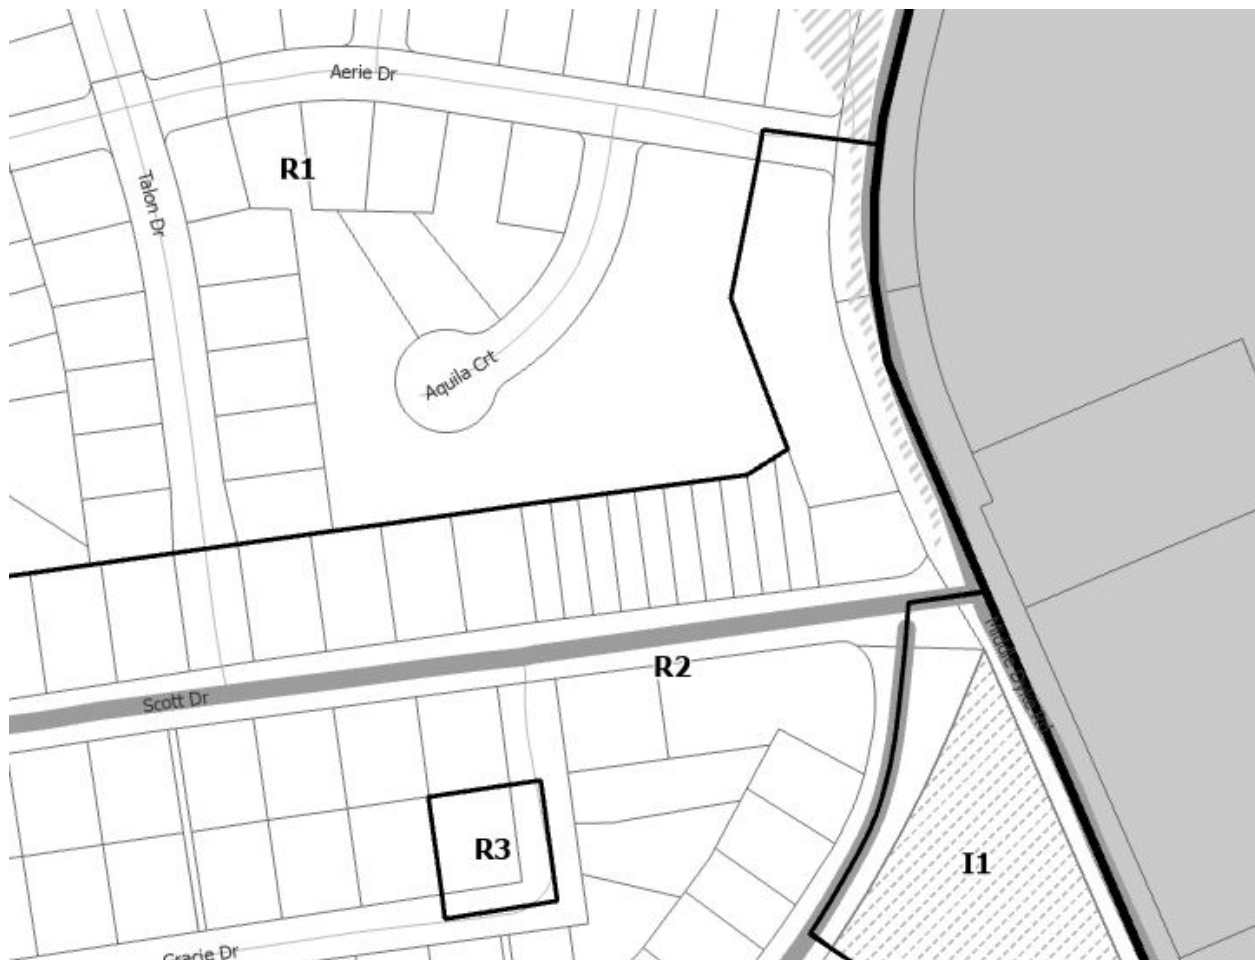 Aerie Dr
R1
Talon Dr
Aquila Crt
R2
Scott Dr
R3
I1
Gracie Dr